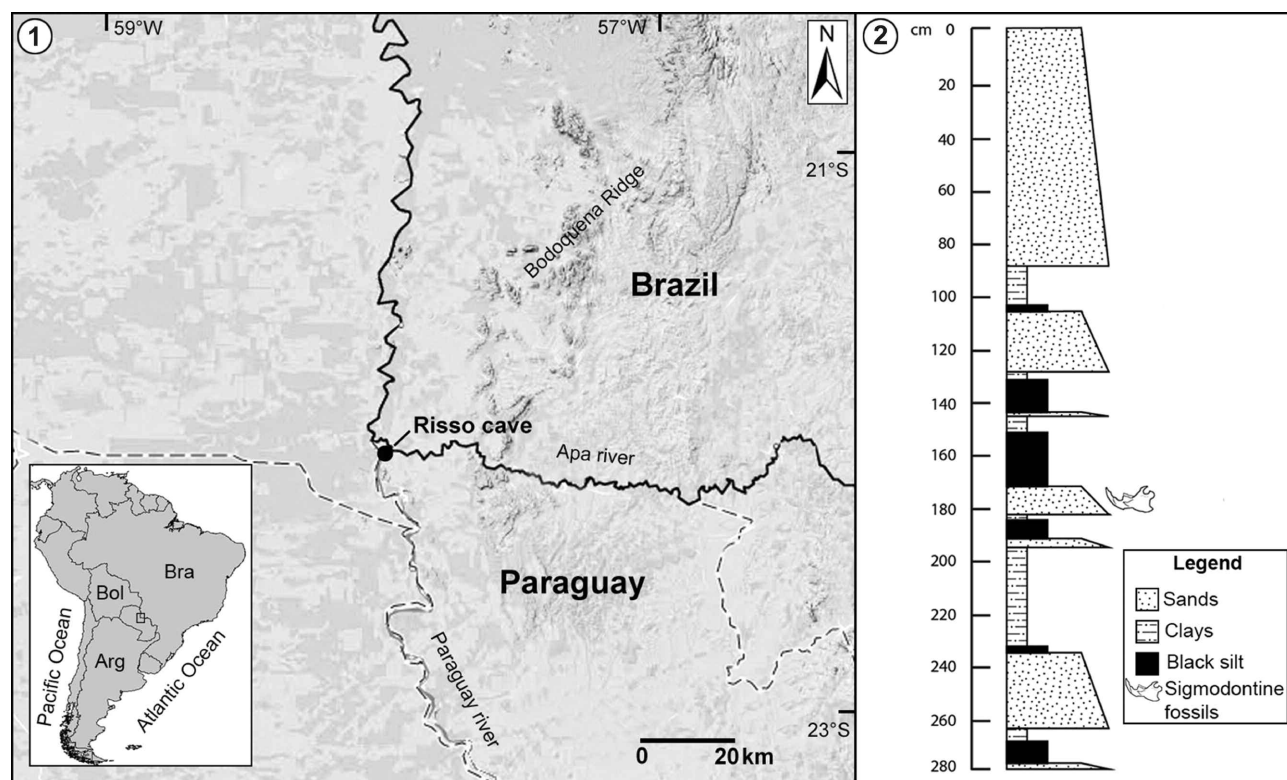 1
59°W
57°W
N
21°S
Bodoquena Ridge
Brazil
Risso cave
Apa river
Paraguay
Paraguay river
23°S
0 20 km
Bra
Bol
Arg
Pacific Ocean
Atlantic Ocean
2
cm
0
20
40
60
80
100
120
140
160
180
200
220
240
260
280
Legend
Sands
Clays
Black silt
Sigmodontine
fossils